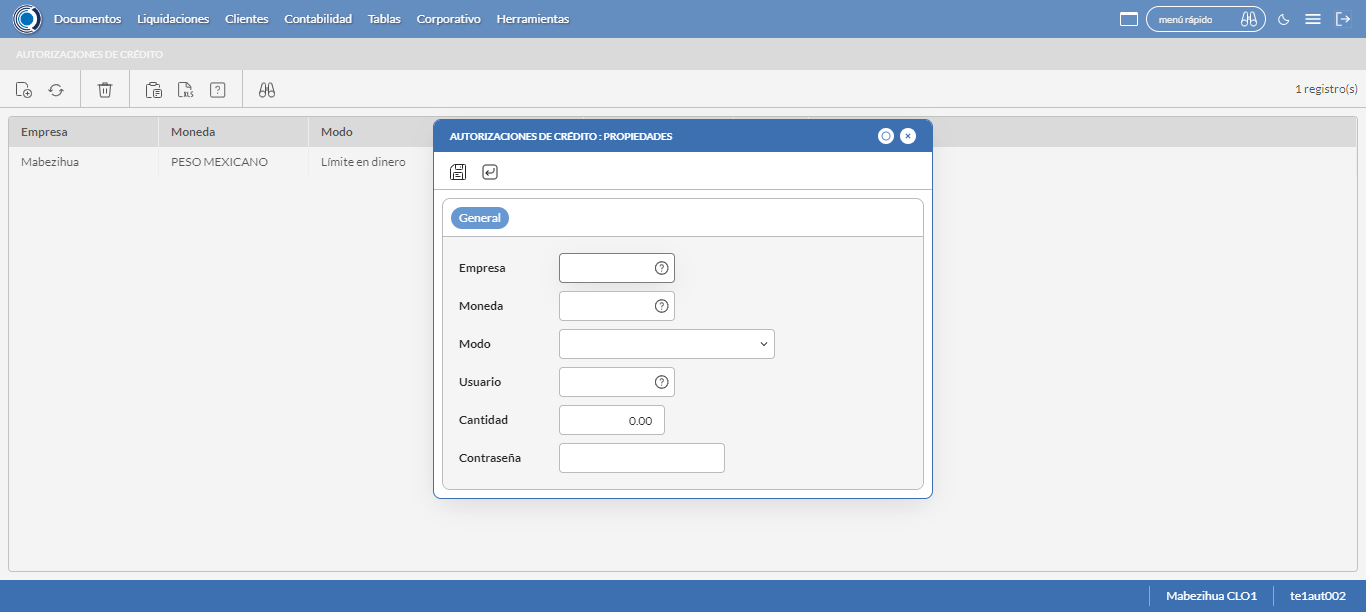 Documentos Liquidaciones Clientes Contabilidad Tablas Corporativo Herramientas menú rápido
AUTORIZACIONES DE CRÉDITO
XLS ? 1 registro(s)
Empresa Moneda Modo
Mabezihua PESO MEXICANO Límite en dinero
AUTORIZACIONES DE CRÉDITO : PROPIEDADES
General
Empresa ?
Moneda ?
Modo
Usuario ?
Cantidad 0.00
Contraseña
Mabezihua CLO1 te1aut002